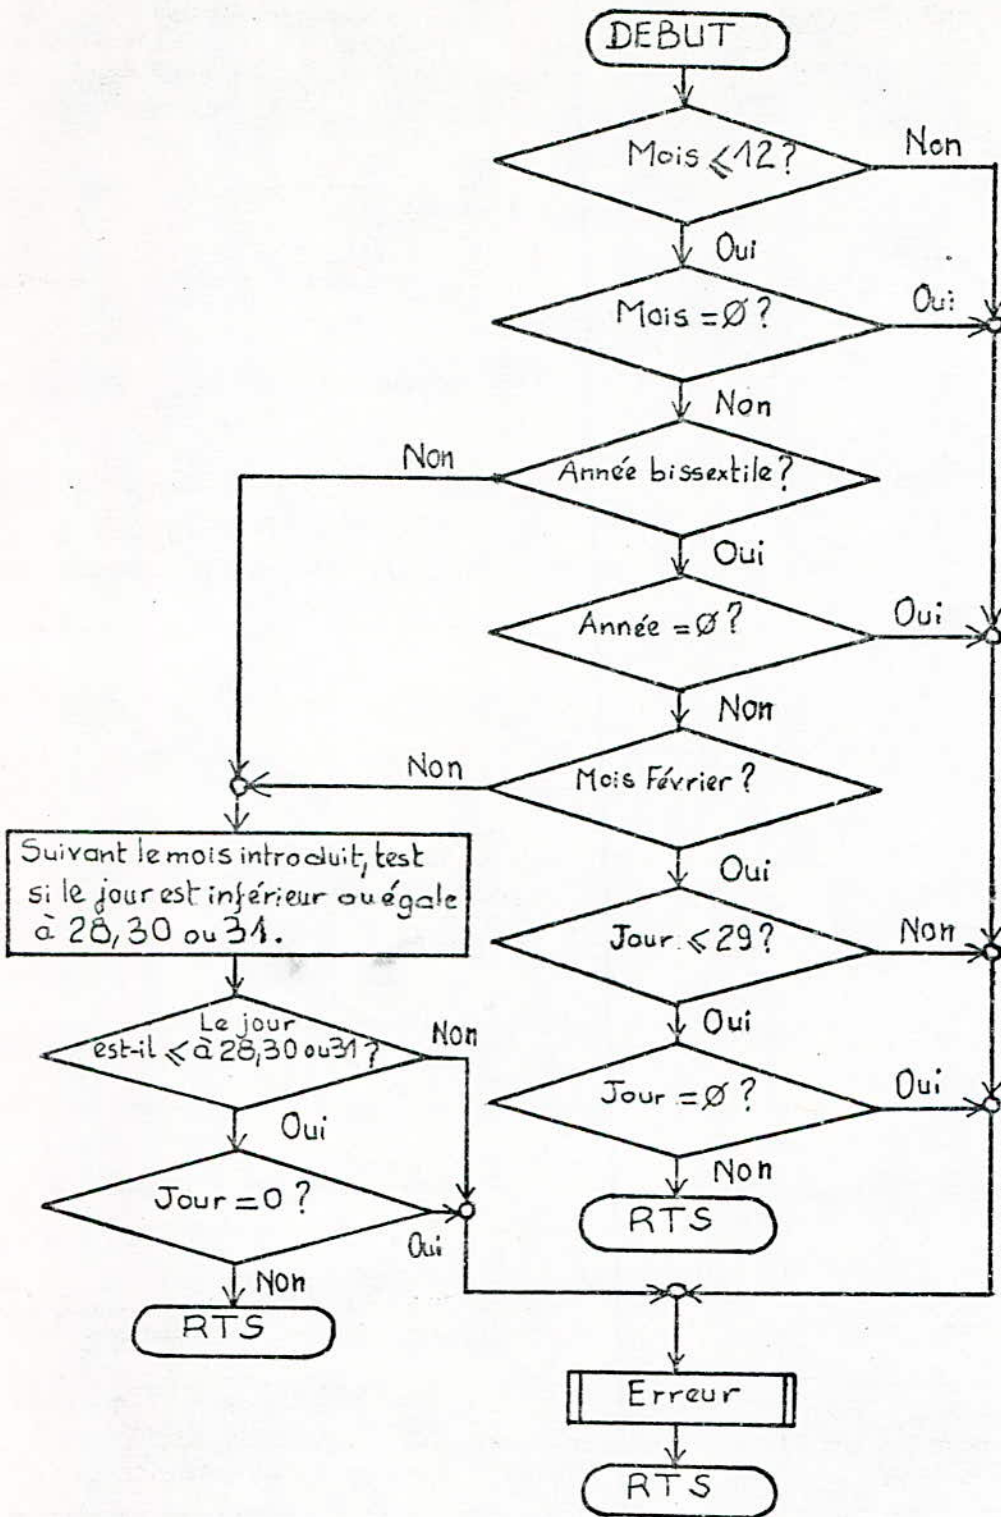 DEBUT
Mois ⩽12?
Non
Oui
Mois = Ø ?
Oui
Non
Année bissextile?
Non
Oui
Année = Ø ?
Oui
Non
Mois Février ?
Non
Oui
Suivant le mois introduit, test
si le jour est inférieur ou égale
à 28, 30 ou 31.
Jour ⩽ 29 ?
Non
Oui
Le jour
est-il ⩽ à 28, 30 ou 31 ?
Non
Oui
Jour = Ø ?
Oui
Non
RTS
Jour = 0 ?
Oui
Non
RTS
Erreur
RTS